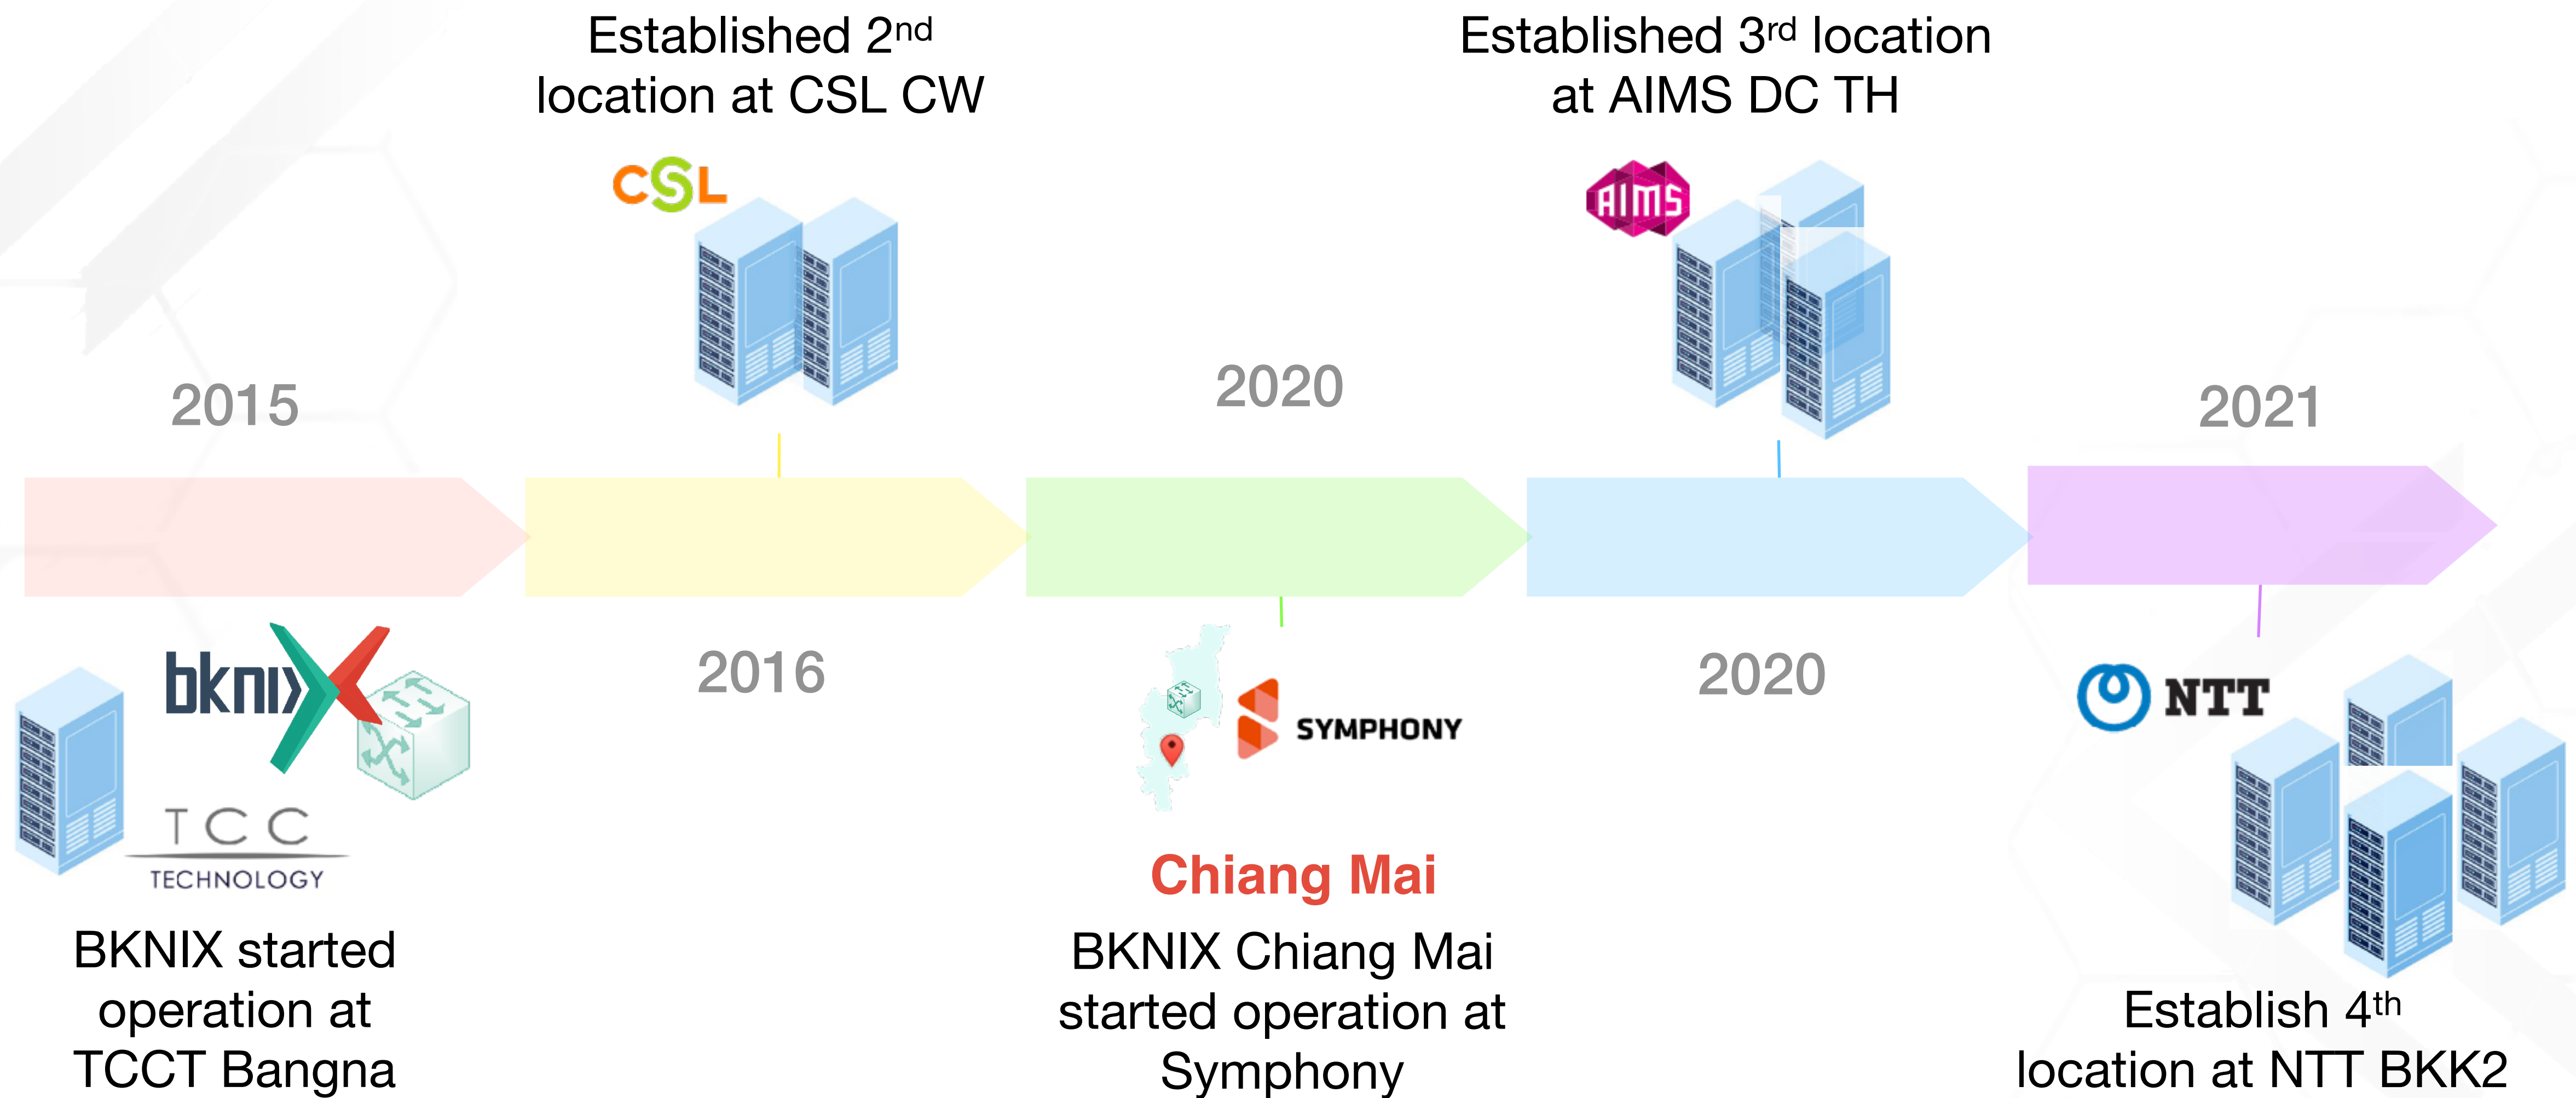 Established 2nd
location at CSL CW
Established 3rd location
at AIMS DC TH
CSL
AIMS
2015
2020
2021
2016
2020
bknix
TCC
TECHNOLOGY
SYMPHONY
NTT
Chiang Mai
BKNIX started
operation at
TCCT Bangna
BKNIX Chiang Mai
started operation at
Symphony
Establish 4th
location at NTT BKK2